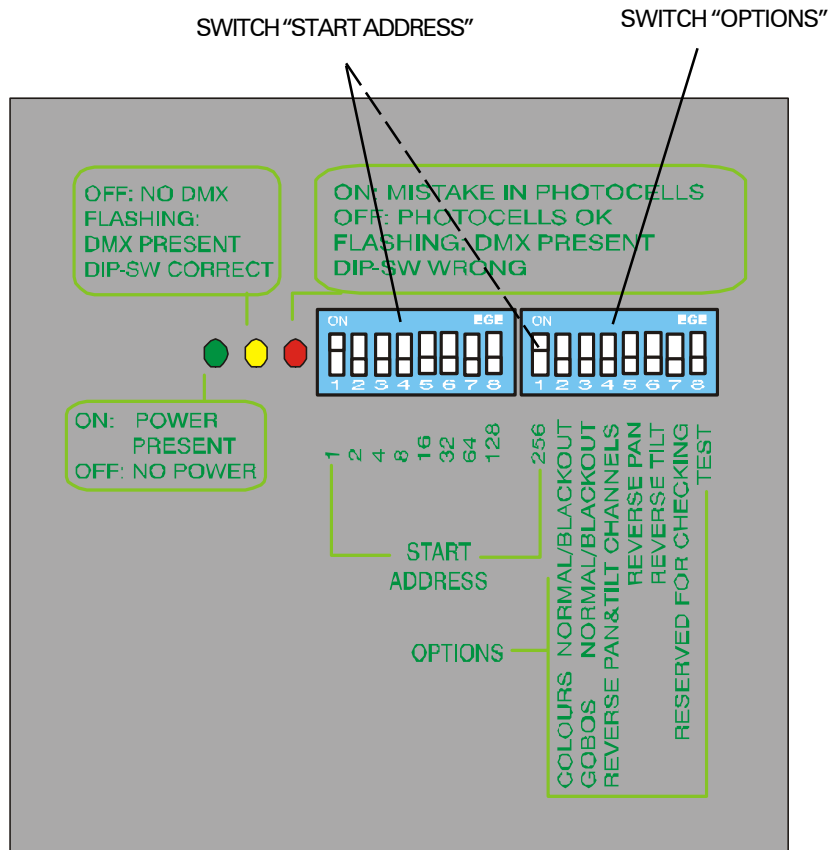 SWITCH "START ADDRESS"
SWITCH "OPTIONS"
OFF: NO DMX
FLASHING:
DMX PRESENT
DIP-SW CORRECT
ON: MISTAKE IN PHOTOCELLS
OFF: PHOTOCELLS OK
FLASHING: DMX PRESENT
DIP-SW WRONG
ON EGE
1 2 3 4 5 6 7 8
ON EGE
1 2 3 4 5 6 7 8
ON: POWER
PRESENT
OFF: NO POWER
1
2
4
8
16
32
64
128
256
START
ADDRESS
OPTIONS
COLOURS NORMAL/BLACKOUT
GOBOS NORMAL/BLACKOUT
REVERSE PAN&TILT CHANNELS
REVERSE PAN
REVERSE TILT
RESERVED FOR CHECKING
TEST